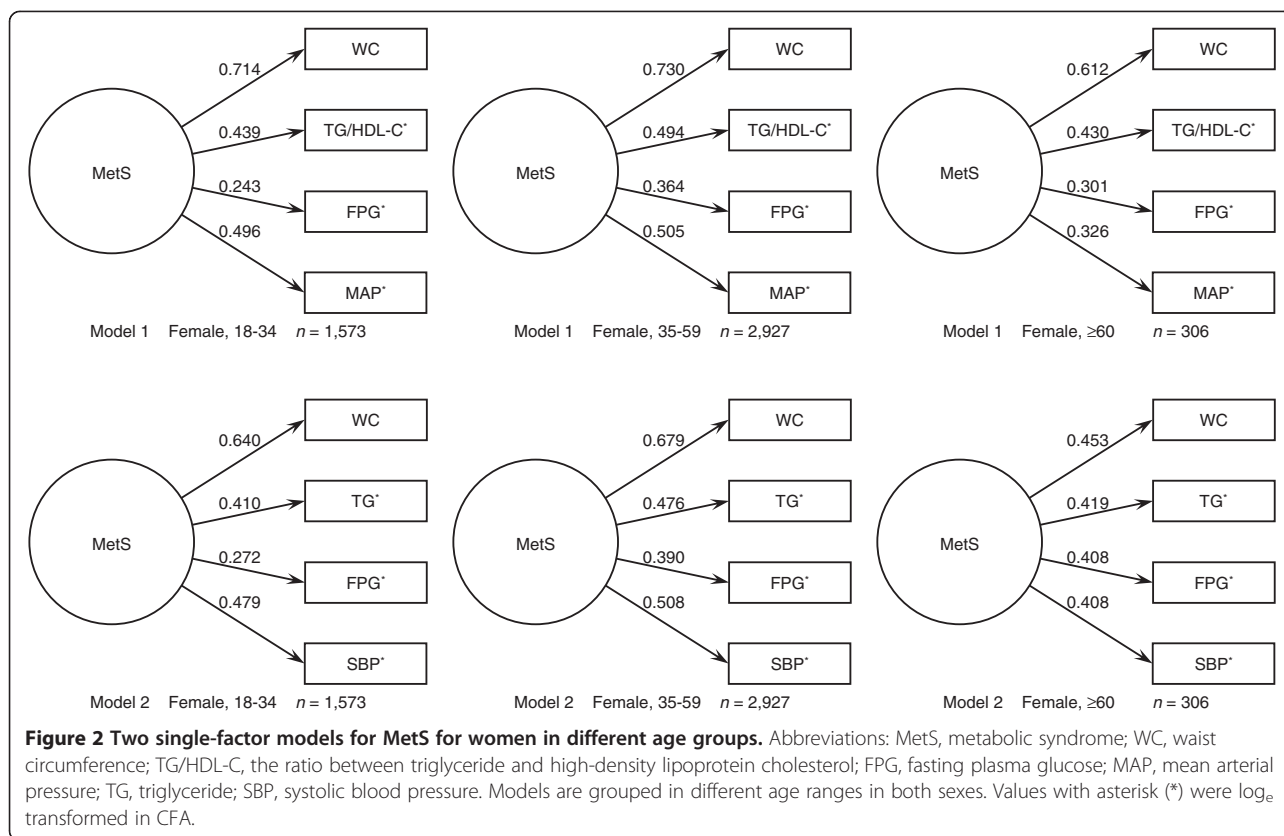 WC
0.714
0.439
TG/HDL-C*
MetS
0.243
FPG*
0.496
MAP*
Model 1 Female, 18-34 n = 1,573
WC
0.730
0.494
TG/HDL-C*
MetS
0.364
FPG*
0.505
MAP*
Model 1 Female, 35-59 n = 2,927
WC
0.612
0.430
TG/HDL-C*
MetS
0.301
FPG*
0.326
MAP*
Model 1 Female, ≥60 n = 306
WC
0.640
0.410
TG*
MetS
0.272
FPG*
0.479
SBP*
Model 2 Female, 18-34 n = 1,573
WC
0.679
0.476
TG*
MetS
0.390
FPG*
0.508
SBP*
Model 2 Female, 35-59 n = 2,927
WC
0.453
0.419
TG*
MetS
0.408
FPG*
0.408
SBP*
Model 2 Female, ≥60 n = 306
Figure 2 Two single-factor models for MetS for women in different age groups. Abbreviations: MetS, metabolic syndrome; WC, waist
circumference; TG/HDL-C, the ratio between triglyceride and high-density lipoprotein cholesterol; FPG, fasting plasma glucose; MAP, mean arterial
pressure; TG, triglyceride; SBP, systolic blood pressure. Models are grouped in different age ranges in both sexes. Values with asterisk (*) were logₑ
transformed in CFA.